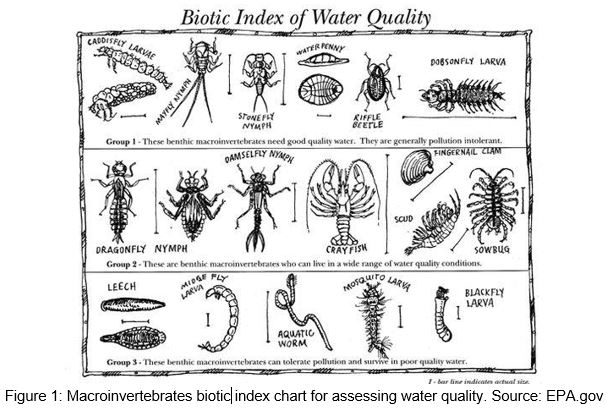 Biotic Index of Water Quality
CADDISFLY LARVAE
MAYFLY NYMPH
STONEFLY
NYMPH
WATER PENNY
RIFFLE
BEETLE
DOBSONFLY LARVA
Group 1 - These benthic macroinvertebrates need good quality water. They are generally pollution intolerant.
DRAGONFLY NYMPH
DAMSELFLY NYMPH
CRAYFISH
FINGERNAIL CLAM
SCUD
SOWBUG
Group 2 - These are benthic macroinvertebrates who can live in a wide range of water quality conditions.
LEECH
MIDGE FLY
LARVA
AQUATIC
WORM
MOSQUITO LARVA
BLACKFLY
LARVA
Group 3 - These benthic macroinvertebrates can tolerate pollution and survive in poor quality water.
I - bar line indicates actual size.
Figure 1: Macroinvertebrates biotic index chart for assessing water quality. Source: EPA.gov